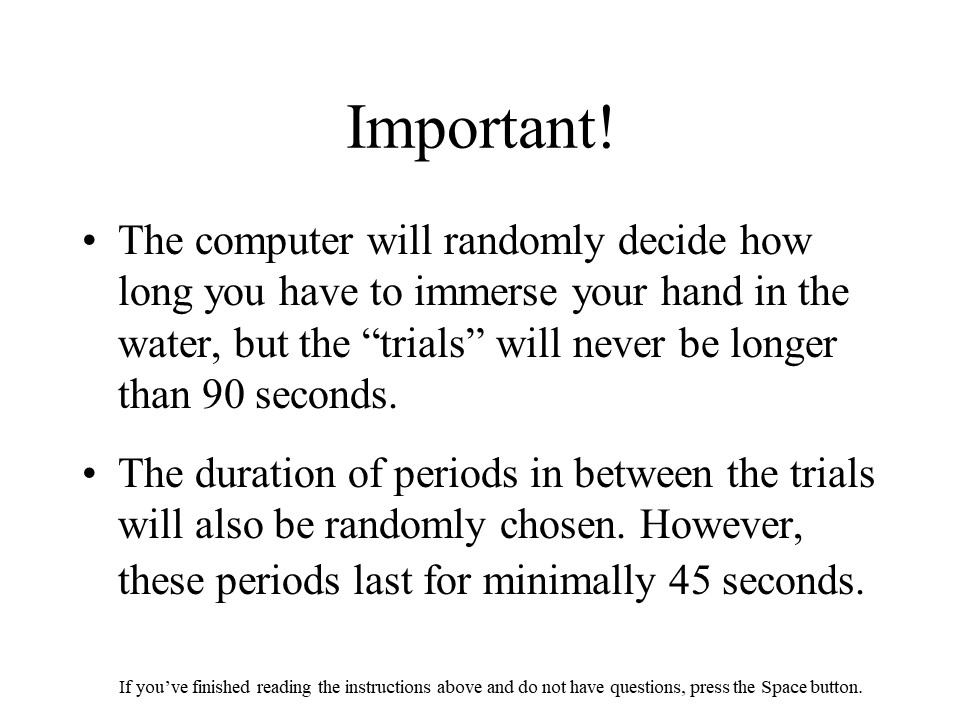 Important!
• The computer will randomly decide how
long you have to immerse your hand in the
water, but the “trials” will never be longer
than 90 seconds.
• The duration of periods in between the trials
will also be randomly chosen. However,
these periods last for minimally 45 seconds.
If you’ve finished reading the instructions above and do not have questions, press the Space button.